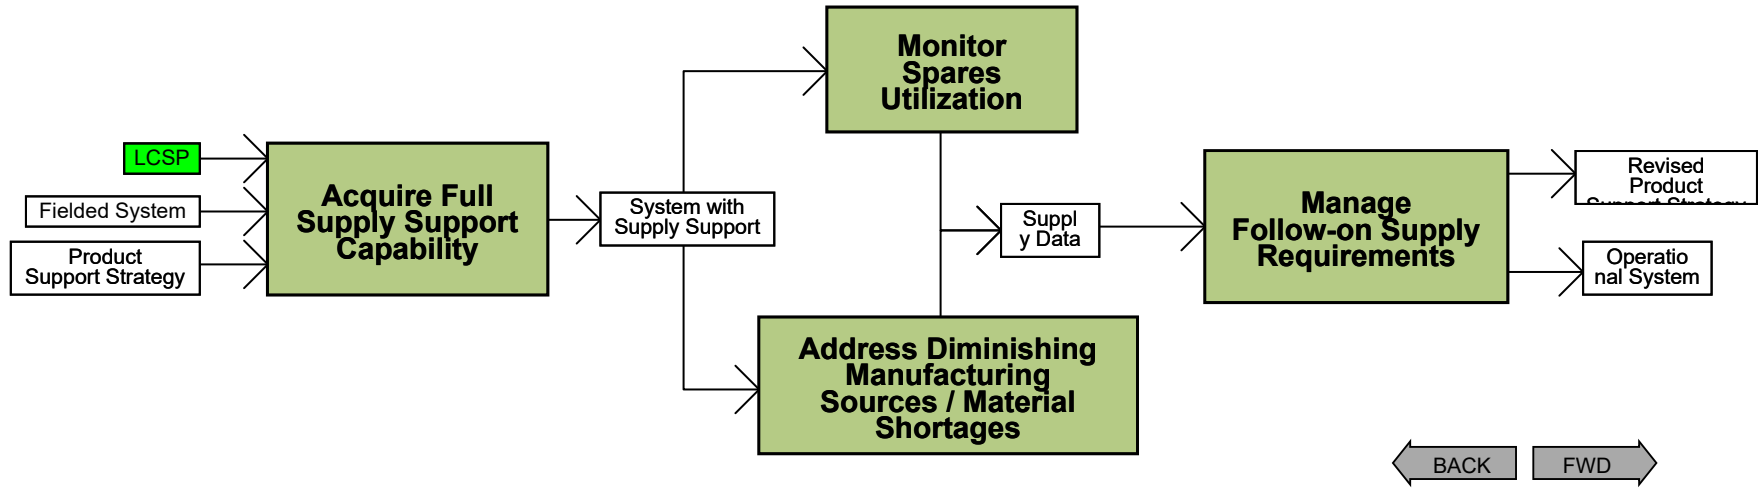 Monitor
Spares
Utilization
LCSP
Fielded System
Product
Support Strategy
Acquire Full
Supply Support
Capability
System with
Supply Support
Suppl
y Data
Manage
Follow-on Supply
Requirements
Revised
Product
Support Strategy
Operatio
nal System
Address Diminishing
Manufacturing
Sources / Material
Shortages
BACK
FWD